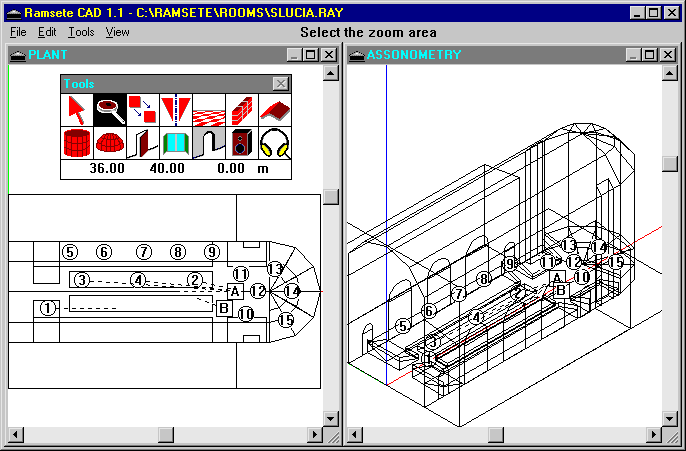 Ramsete CAD 1.1 - C:\RAMSETE\ROOMS\SLUCIA.RAY
File Edit Tools View Select the zoom area
PLANT
Tools
36.00 40.00 0.00 m
5 6 7 8 9
11 13
3 4 2
A 12 14
1 B 10
15
ASSONOMETRY
13 14
9 11 12 15
8 A 10
7 2 B
6
5 4
3
1